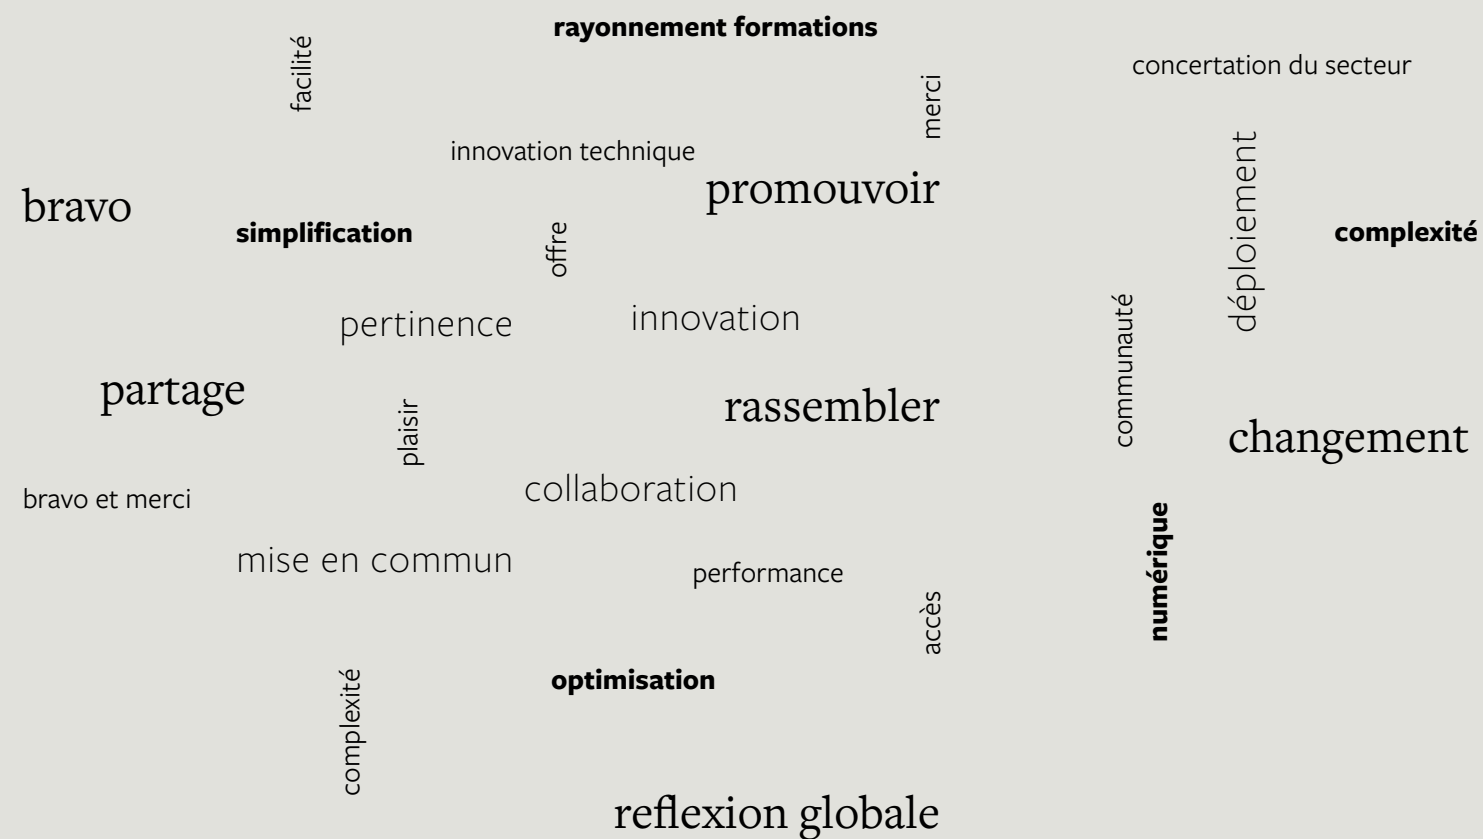 rayonnement formations
facilité
concertation du secteur
merci
innovation technique
déploiement
promouvoir
bravo
simplification
offre
complexité
pertinence
innovation
communauté
partage
rassembler
plaisir
changement
collaboration
bravo et merci
numérique
mise en commun
performance
accès
optimisation
complexité
reflexion globale